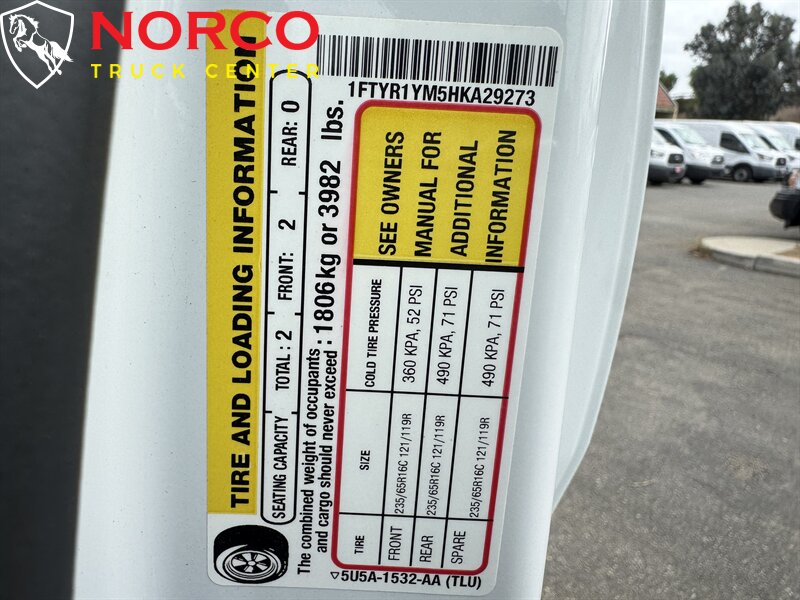 NORCO
TRUCK CENTER
1FTYR1YM5HKA29273
TIRE AND LOADING INFORMATION
SEATING CAPACITY TOTAL : 2 FRONT: 2 REAR: 0
The combined weight of occupants
and cargo should never exceed : 1806 kg or 3982 lbs.
TIRE SIZE COLD TIRE PRESSURE
FRONT 235/65R16C 121/119R 360 KPA, 52 PSI
REAR 235/65R16C 121/119R 490 KPA, 71 PSI
SPARE 235/65R16C 121/119R 490 KPA, 71 PSI
SEE OWNERS
MANUAL FOR
ADDITIONAL
INFORMATION
▽5U5A-1532-AA (TLU)